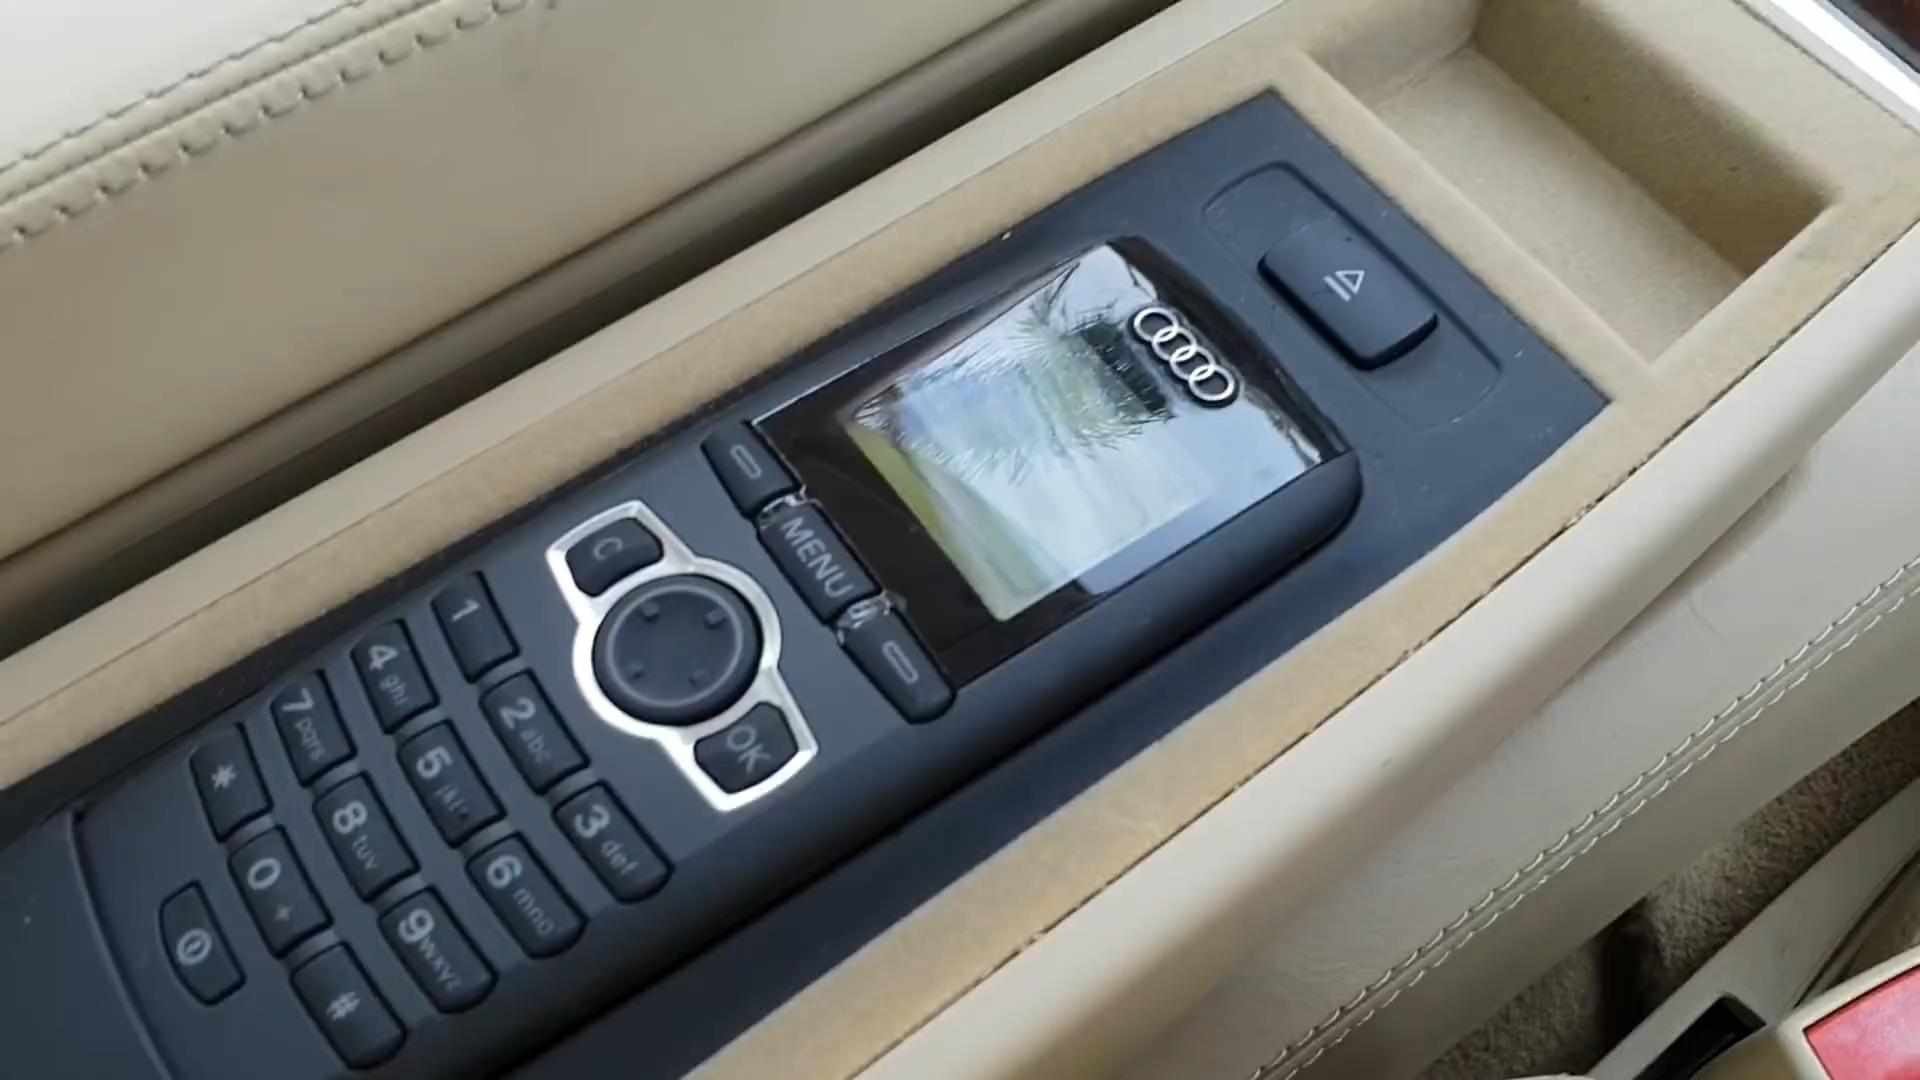 MENU
C
OK
1
2 abc
3 def
4 ghi
5 jkl
6 mno
7 pqrs
8 tuv
9 wxyz
*
0 +
#